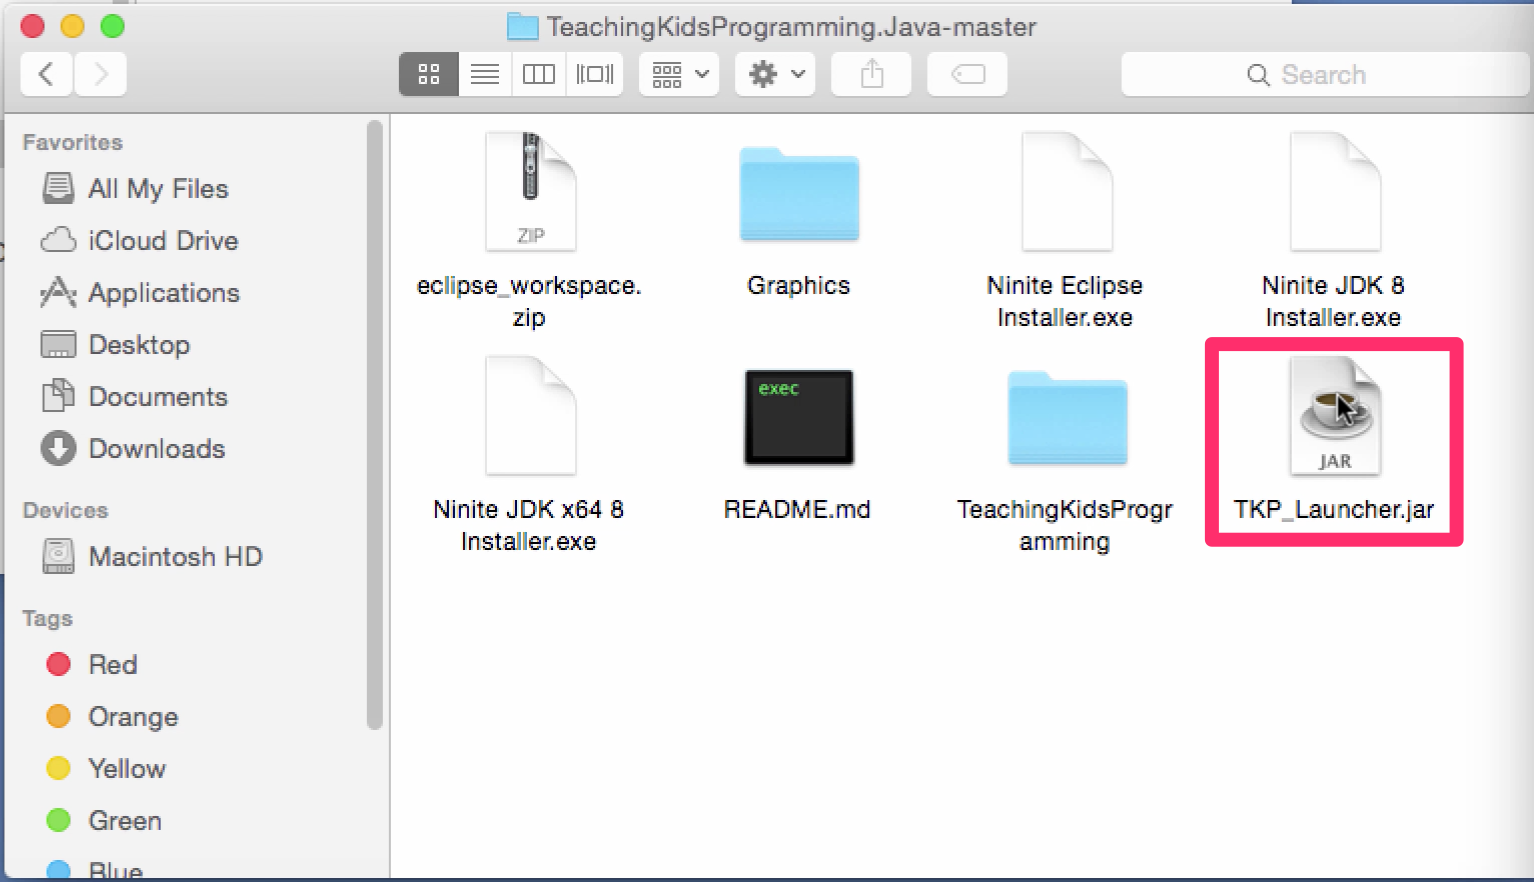 TeachingKidsProgramming.Java-master
Search
Favorites
All My Files
iCloud Drive
Applications
Desktop
Documents
Downloads
Devices
Macintosh HD
Tags
Red
Orange
Yellow
Green
Blue
ZIP
eclipse_workspace.
zip
Graphics
Ninite Eclipse
Installer.exe
Ninite JDK 8
Installer.exe
Ninite JDK x64 8
Installer.exe
exec
README.md
TeachingKidsProgr
amming
JAR
TKP_Launcher.jar